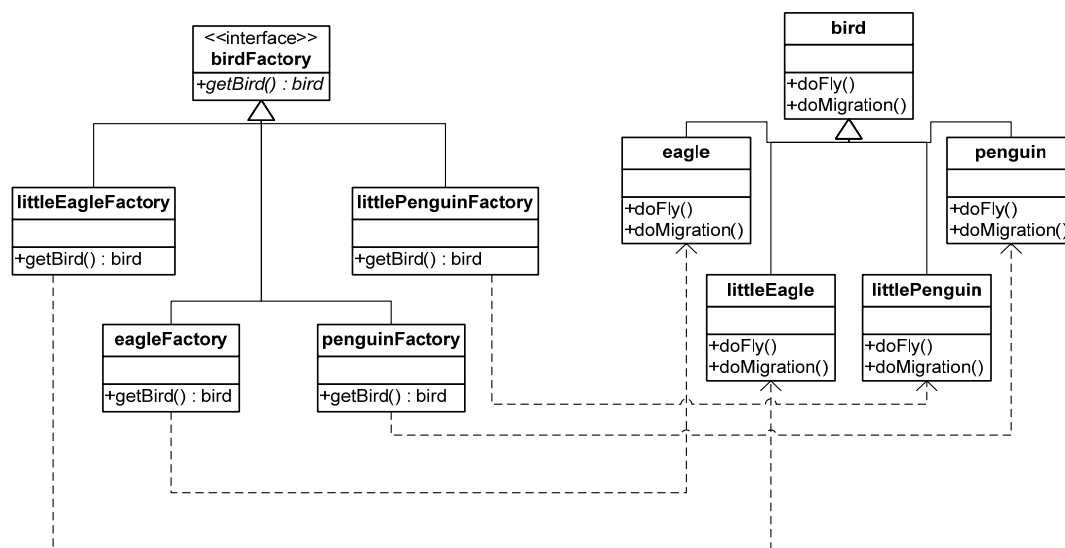 <<interface>>
birdFactory
+getBird() : bird
bird
+doFly()
+doMigration()
eagle
+doFly()
+doMigration()
penguin
+doFly()
+doMigration()
littleEagleFactory
+getBird() : bird
littlePenguinFactory
+getBird() : bird
littleEagle
+doFly()
+doMigration()
littlePenguin
+doFly()
+doMigration()
eagleFactory
+getBird() : bird
penguinFactory
+getBird() : bird